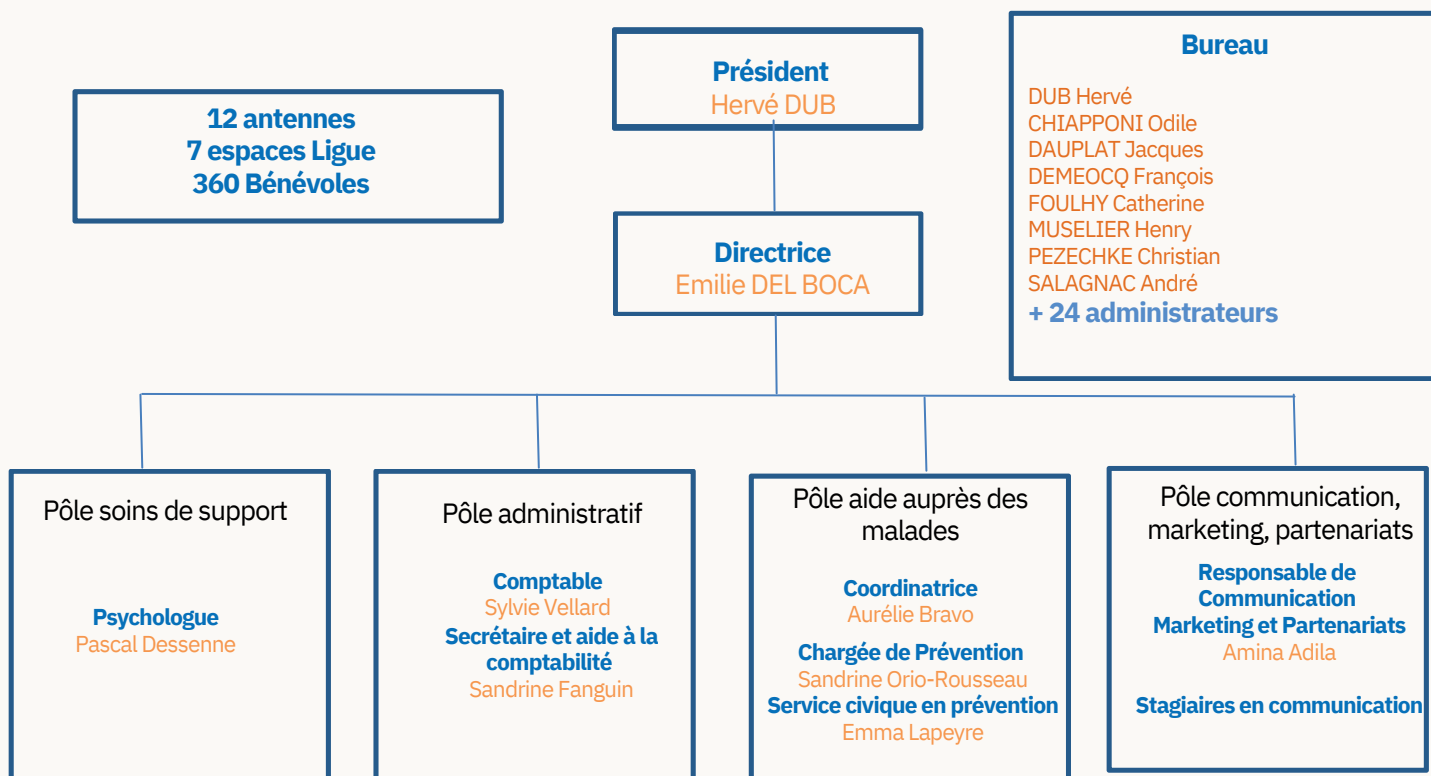 12 antennes
7 espaces Ligue
360 Bénévoles
Président
Hervé DUB
Directrice
Emilie DEL BOCA
Bureau
DUB Hervé
CHIAPPONI Odile
DAUPLAT Jacques
DEMEOCQ François
FOULHY Catherine
MUSELIER Henry
PEZECHKE Christian
SALAGNAC André
+ 24 administrateurs
Pôle soins de support
Psychologue
Pascal Dessenne
Pôle administratif
Comptable
Sylvie Vellard
Secrétaire et aide à la
comptabilité
Sandrine Fanguin
Pôle aide auprès des
malades
Coordinatrice
Aurélie Bravo
Chargée de Prévention
Sandrine Orio-Rousseau
Service civique en prévention
Emma Lapeyre
Pôle communication,
marketing, partenariats
Responsable de
Communication
Marketing et Partenariats
Amina Adila
Stagiaires en communication